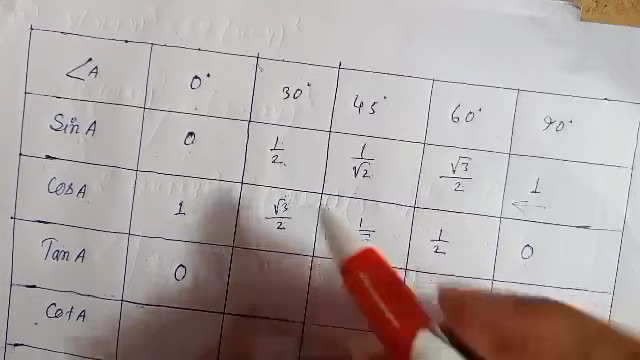 ∠A 0° 30° 45° 60° 90°
Sin A 0 1/2 1/√2 √3/2 1
Cos A 1 √3/2 1/ 1/2 0
Tan A 0
Cot A